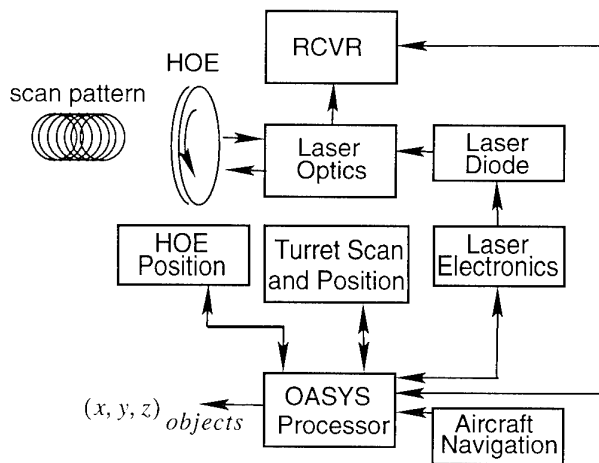 RCVR
HOE
scan pattern
Laser
Optics
Laser
Diode
HOE
Position
Turret Scan
and Position
Laser
Electronics
OASYS
Processor
(x, y, z) objects
Aircraft
Navigation